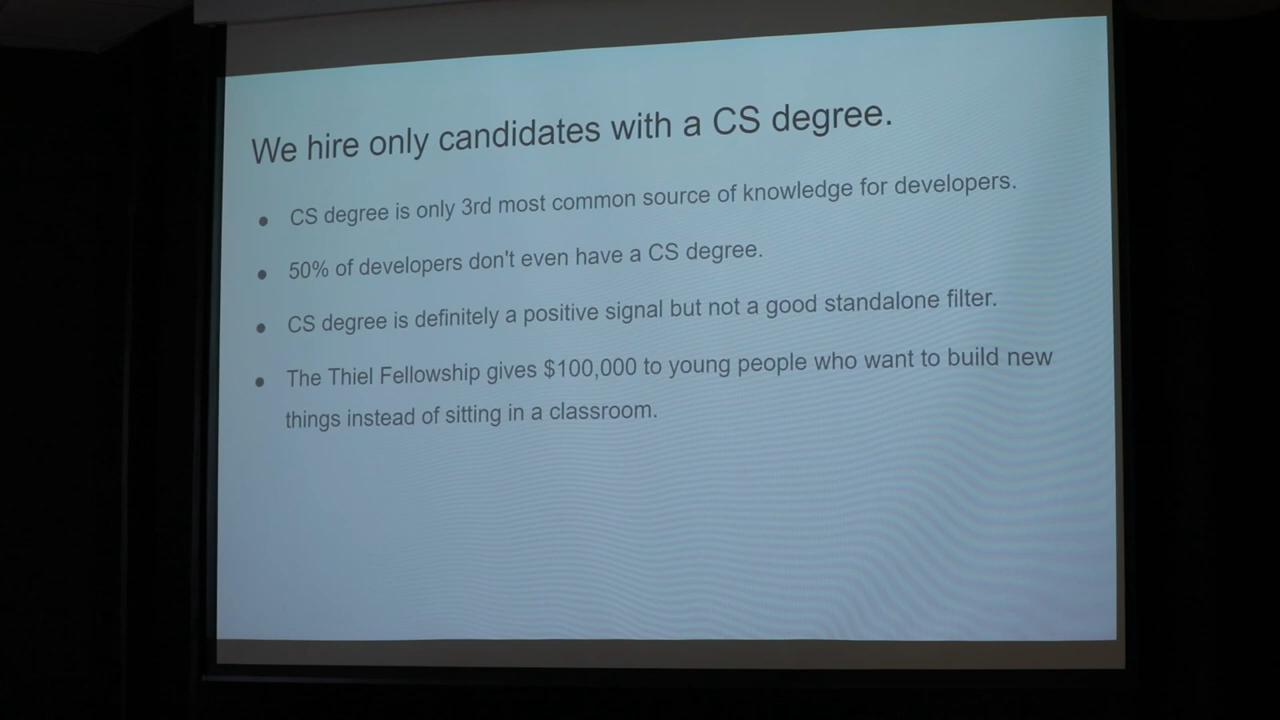 We hire only candidates with a CS degree.
● CS degree is only 3rd most common source of knowledge for developers.
● 50% of developers don't even have a CS degree.
● CS degree is definitely a positive signal but not a good standalone filter.
● The Thiel Fellowship gives $100,000 to young people who want to build new
things instead of sitting in a classroom.